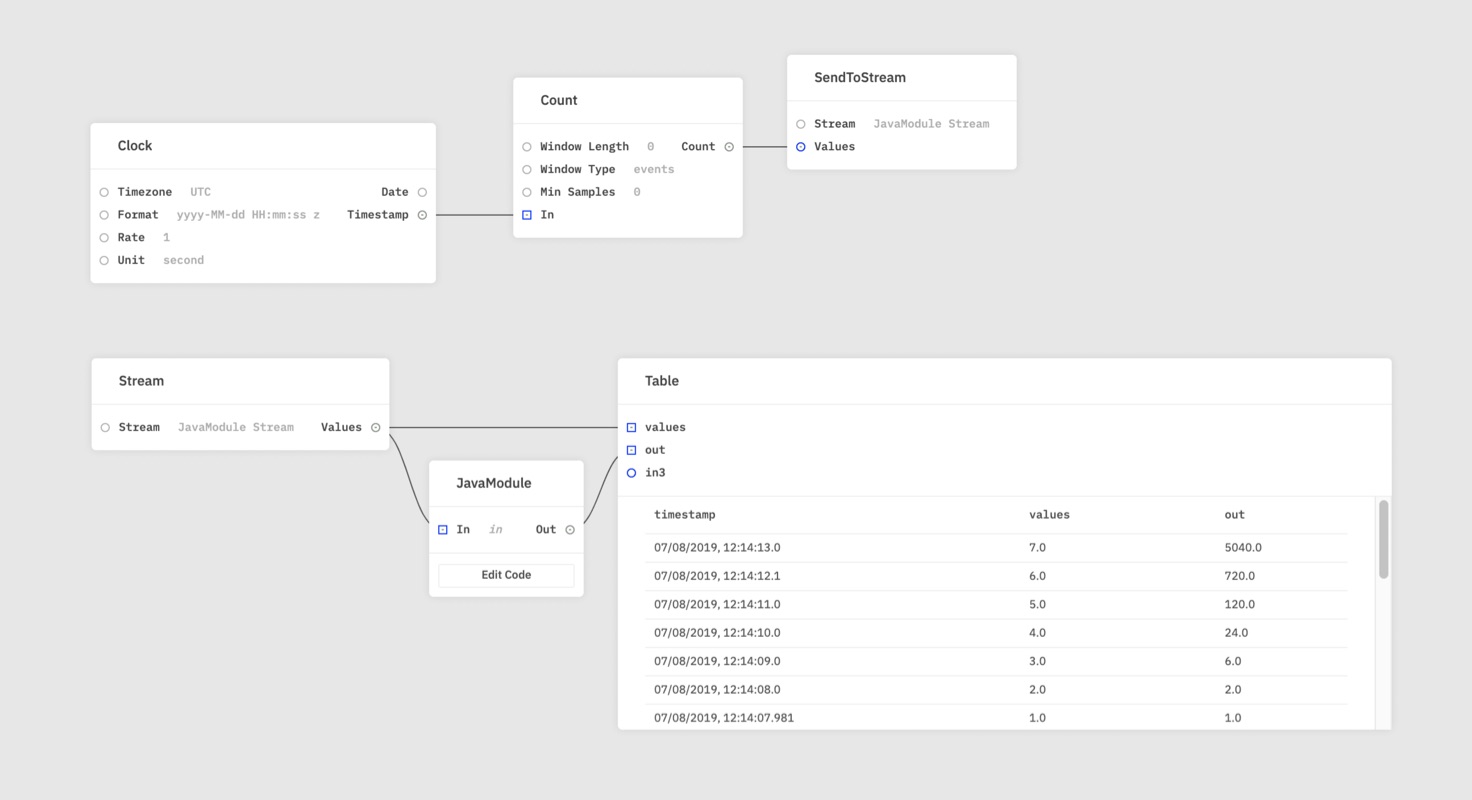 SendToStream
Stream JavaModule Stream
Values
Count
Window Length 0 Count
Window Type events
Min Samples 0
In
Clock
Timezone UTC Date
Format yyyy-MM-dd HH:mm:ss z Timestamp
Rate 1
Unit second
Stream
Stream JavaModule Stream Values
JavaModule
In in Out
Edit Code
Table
values
out
in3
timestamp values out
07/08/2019, 12:14:13.0 7.0 5040.0
07/08/2019, 12:14:12.1 6.0 720.0
07/08/2019, 12:14:11.0 5.0 120.0
07/08/2019, 12:14:10.0 4.0 24.0
07/08/2019, 12:14:09.0 3.0 6.0
07/08/2019, 12:14:08.0 2.0 2.0
07/08/2019, 12:14:07.981 1.0 1.0